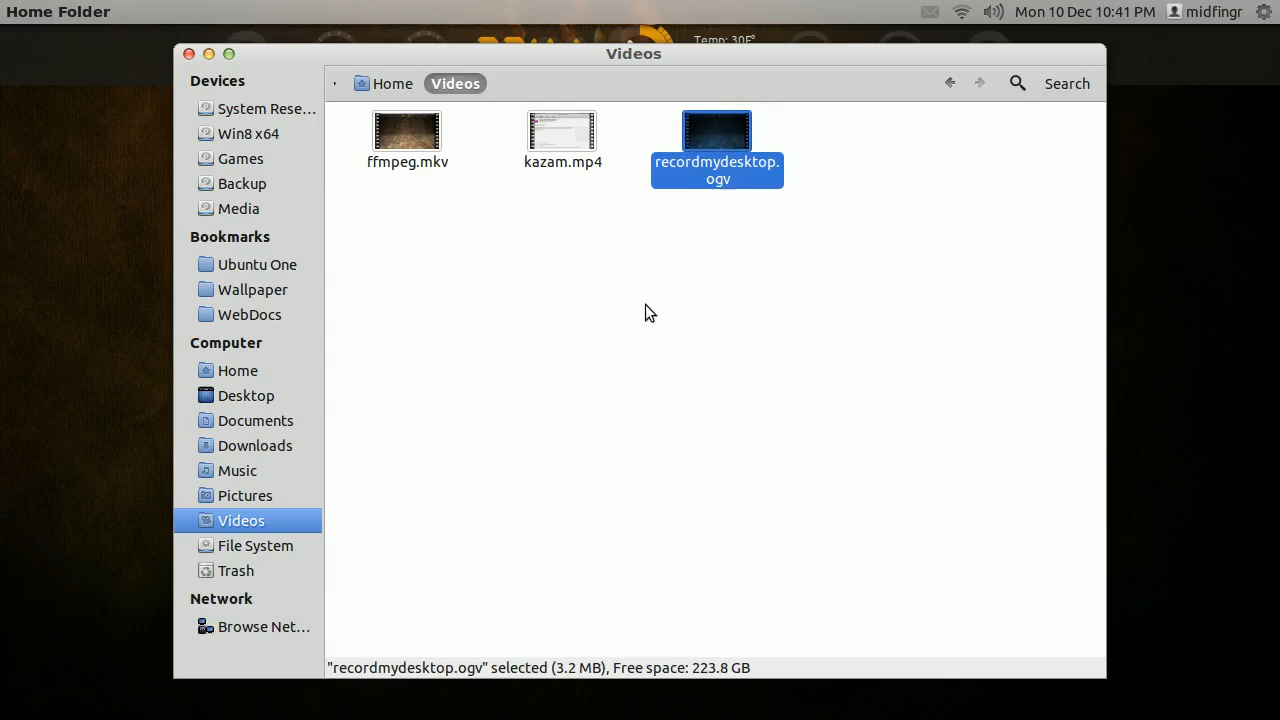 Home Folder
Mon 10 Dec 10:41 PM midfingr
Temp: 30F°
Videos
Devices
System Rese...
Win8 x64
Games
Backup
Media
Bookmarks
Ubuntu One
Wallpaper
WebDocs
Computer
Home
Desktop
Documents
Downloads
Music
Pictures
Videos
File System
Trash
Network
Browse Net...
Home Videos Search
ffmpeg.mkv
kazam.mp4
recordmydesktop.
ogv
"recordmydesktop.ogv" selected (3.2 MB), Free space: 223.8 GB